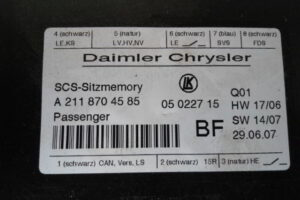 4 (schwarz) 5 (natur) 6 (schwarz) 7 (blau) 8 (schwarz)
LE,KS LV,HV,NV LE SVS FDS
Daimler Chrysler
SCS-Sitzmemory Q01
A 211 870 45 85 05 0227 15 HW 17/06
Passenger BF SW 14/07
29.06.07
1 (schwarz) CAN, Vers, LS 2 (schwarz) 15R 3 (natur) HE